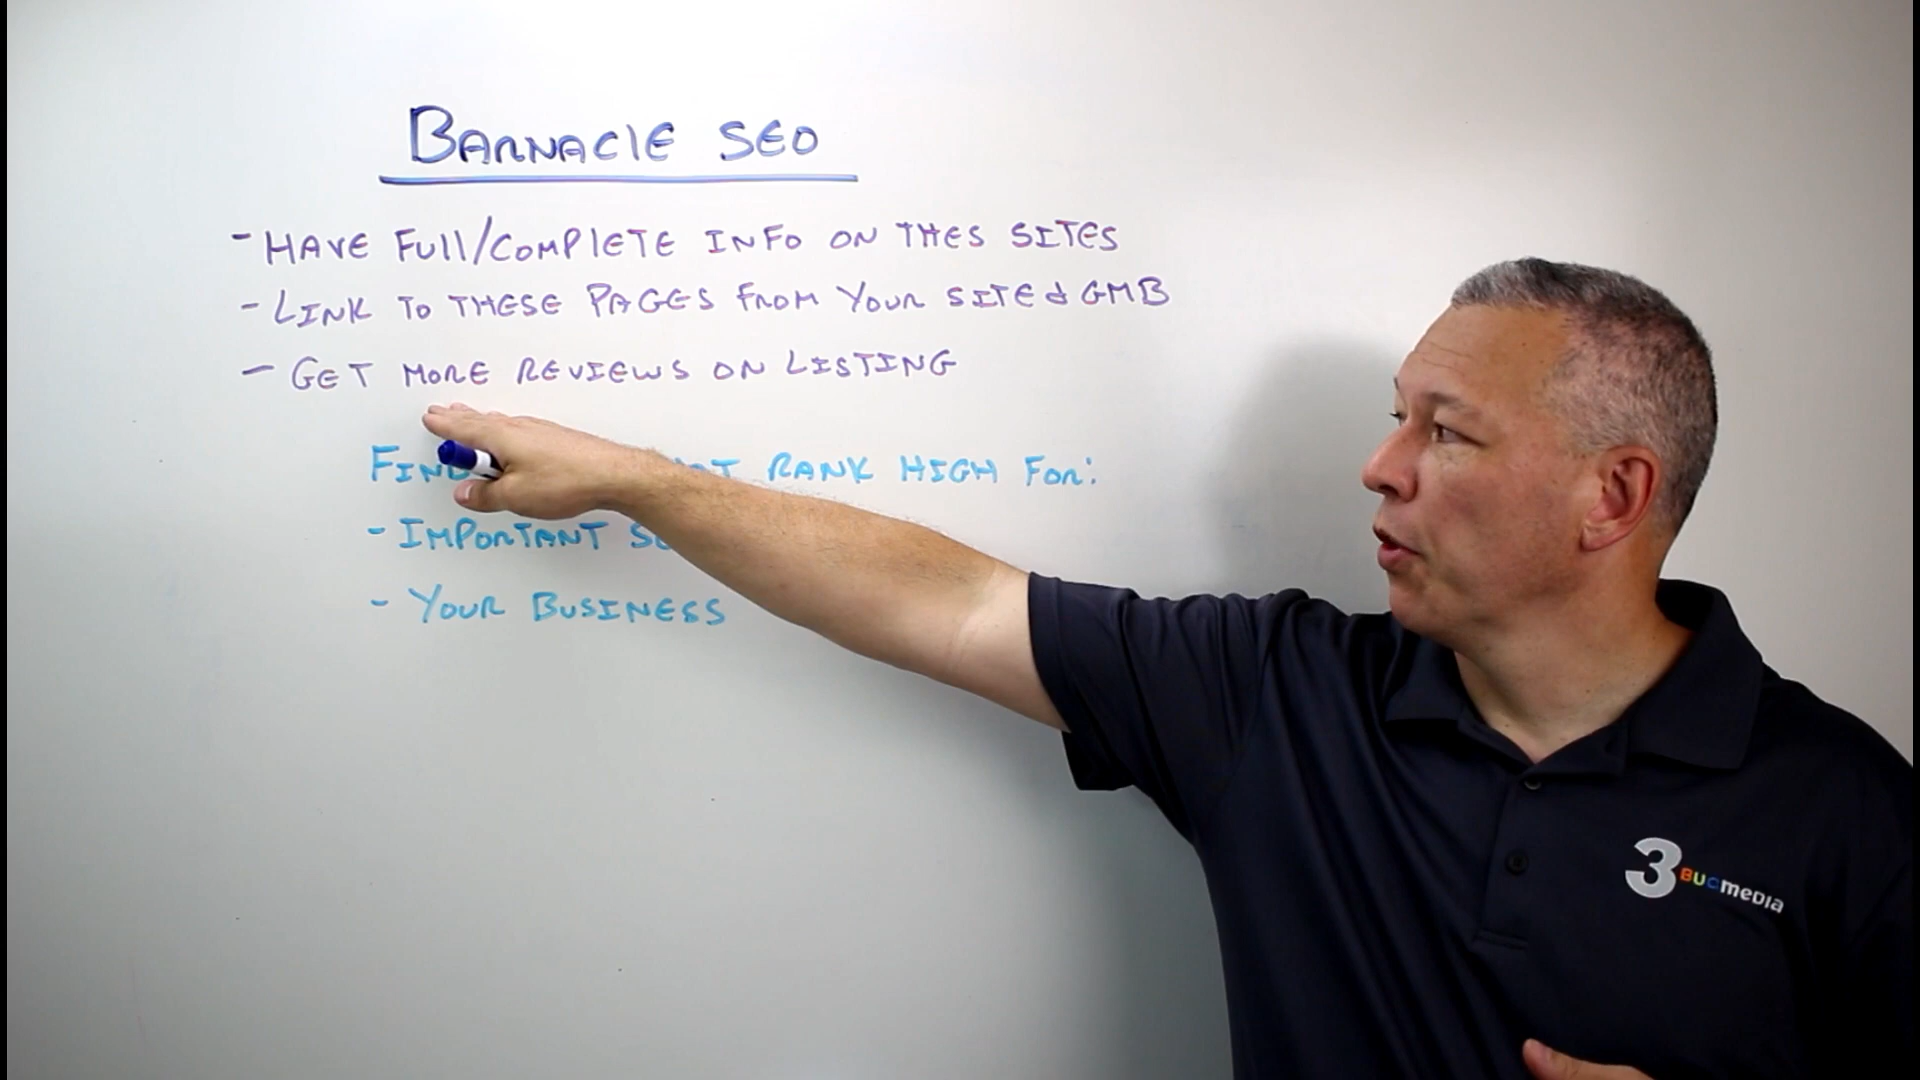 BARNACLE SEO
- HAVE FULL/COMPLETE INFO ON THES SITES
- LINK TO THESE PAGES FROM YOUR SITE & GMB
- GET MORE REVIEWS ON LISTING
FIND RANK HIGH FOR:
- IMPORTANT
- YOUR BUSINESS
3 BUC MEDIA